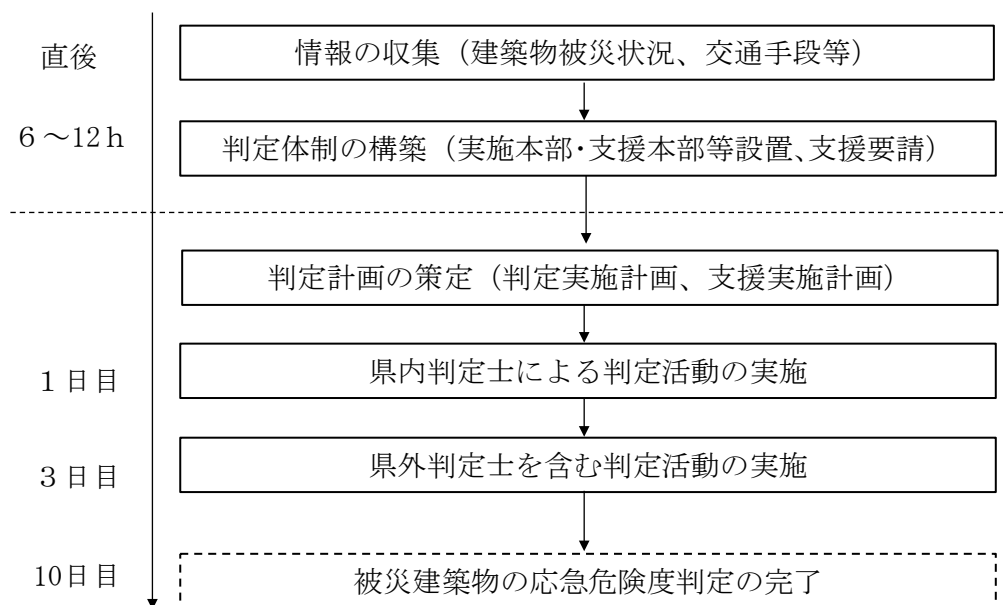 直後
情報の収集（建築物被災状況、交通手段等）
６～12ｈ
判定体制の構築（実施本部･支援本部等設置､支援要請）
判定計画の策定（判定実施計画、支援実施計画）
１日目
県内判定士による判定活動の実施
３日目
県外判定士を含む判定活動の実施
10日目
被災建築物の応急危険度判定の完了